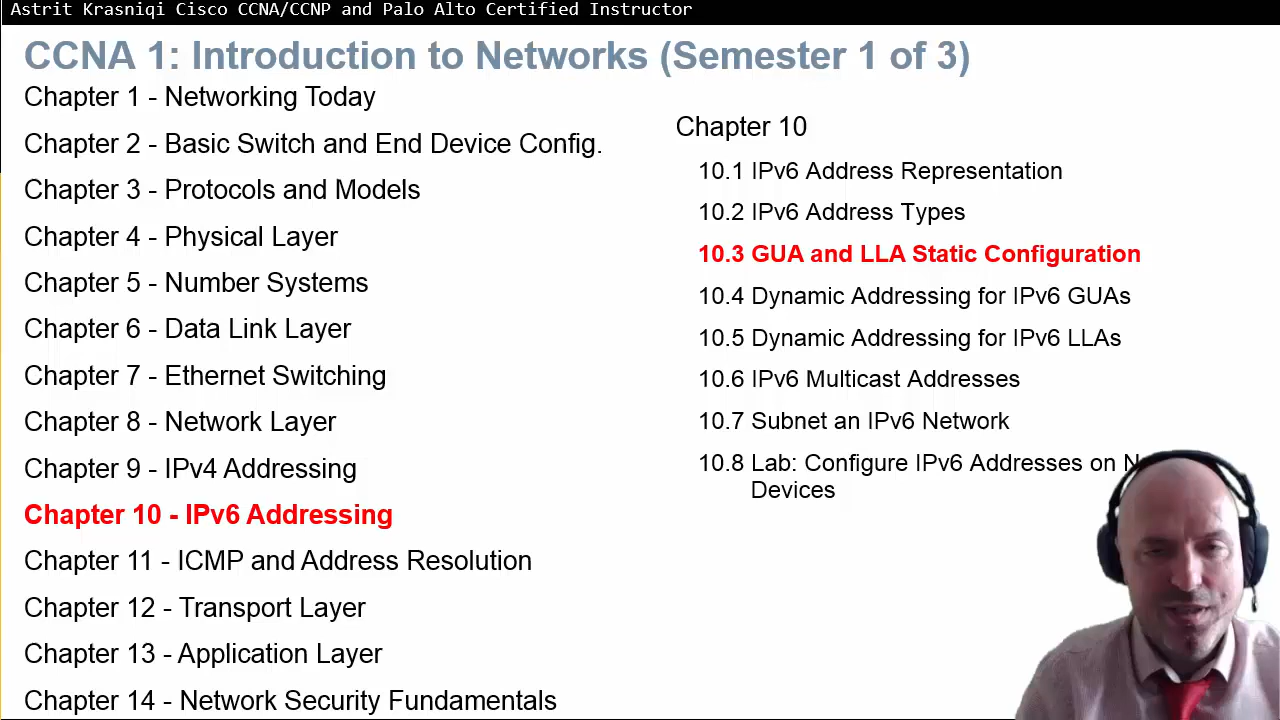 Astrit Krasniqi Cisco CCNA/CCNP and Palo Alto Certified Instructor
CCNA 1: Introduction to Networks (Semester 1 of 3)
Chapter 1 - Networking Today
Chapter 2 - Basic Switch and End Device Config.
Chapter 3 - Protocols and Models
Chapter 4 - Physical Layer
Chapter 5 - Number Systems
Chapter 6 - Data Link Layer
Chapter 7 - Ethernet Switching
Chapter 8 - Network Layer
Chapter 9 - IPv4 Addressing
Chapter 10 - IPv6 Addressing
Chapter 11 - ICMP and Address Resolution
Chapter 12 - Transport Layer
Chapter 13 - Application Layer
Chapter 14 - Network Security Fundamentals
Chapter 10
10.1 IPv6 Address Representation
10.2 IPv6 Address Types
10.3 GUA and LLA Static Configuration
10.4 Dynamic Addressing for IPv6 GUAs
10.5 Dynamic Addressing for IPv6 LLAs
10.6 IPv6 Multicast Addresses
10.7 Subnet an IPv6 Network
10.8 Lab: Configure IPv6 Addresses on
Devices